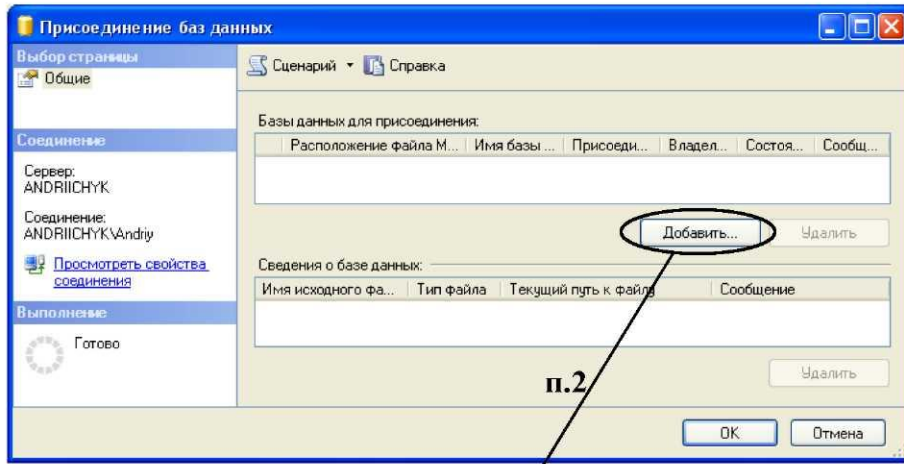 Присоединение баз данных
Выбор страницы
Общие
Сценарий
Справка
Базы данных для присоединения:
Расположение файла M... Имя базы ... Присоеди... Владел... Состоя... Сообщ...
Соединение
Сервер:
ANDRIICHYK
Соединение:
ANDRIICHYK\Andriy
Просмотреть свойства
соединения
Добавить... Удалить
Сведения о базе данных:
Имя исходного фа... Тип файла Текущий путь к файлу Сообщение
Выполнение
Готово
п.2
Удалить
OK Отмена